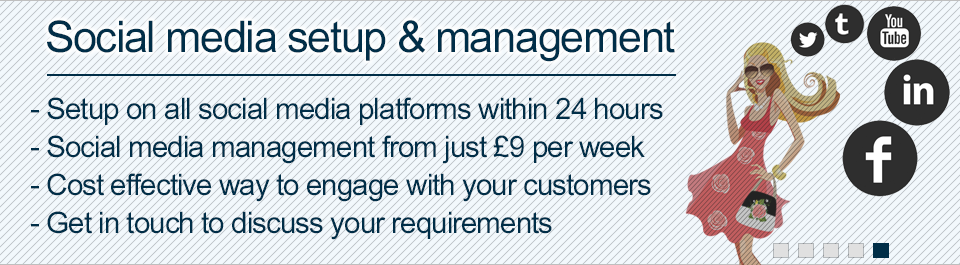 Social media setup & management
- Setup on all social media platforms within 24 hours
- Social media management from just £9 per week
- Cost effective way to engage with your customers
- Get in touch to discuss your requirements
t
You
Tube
in
f